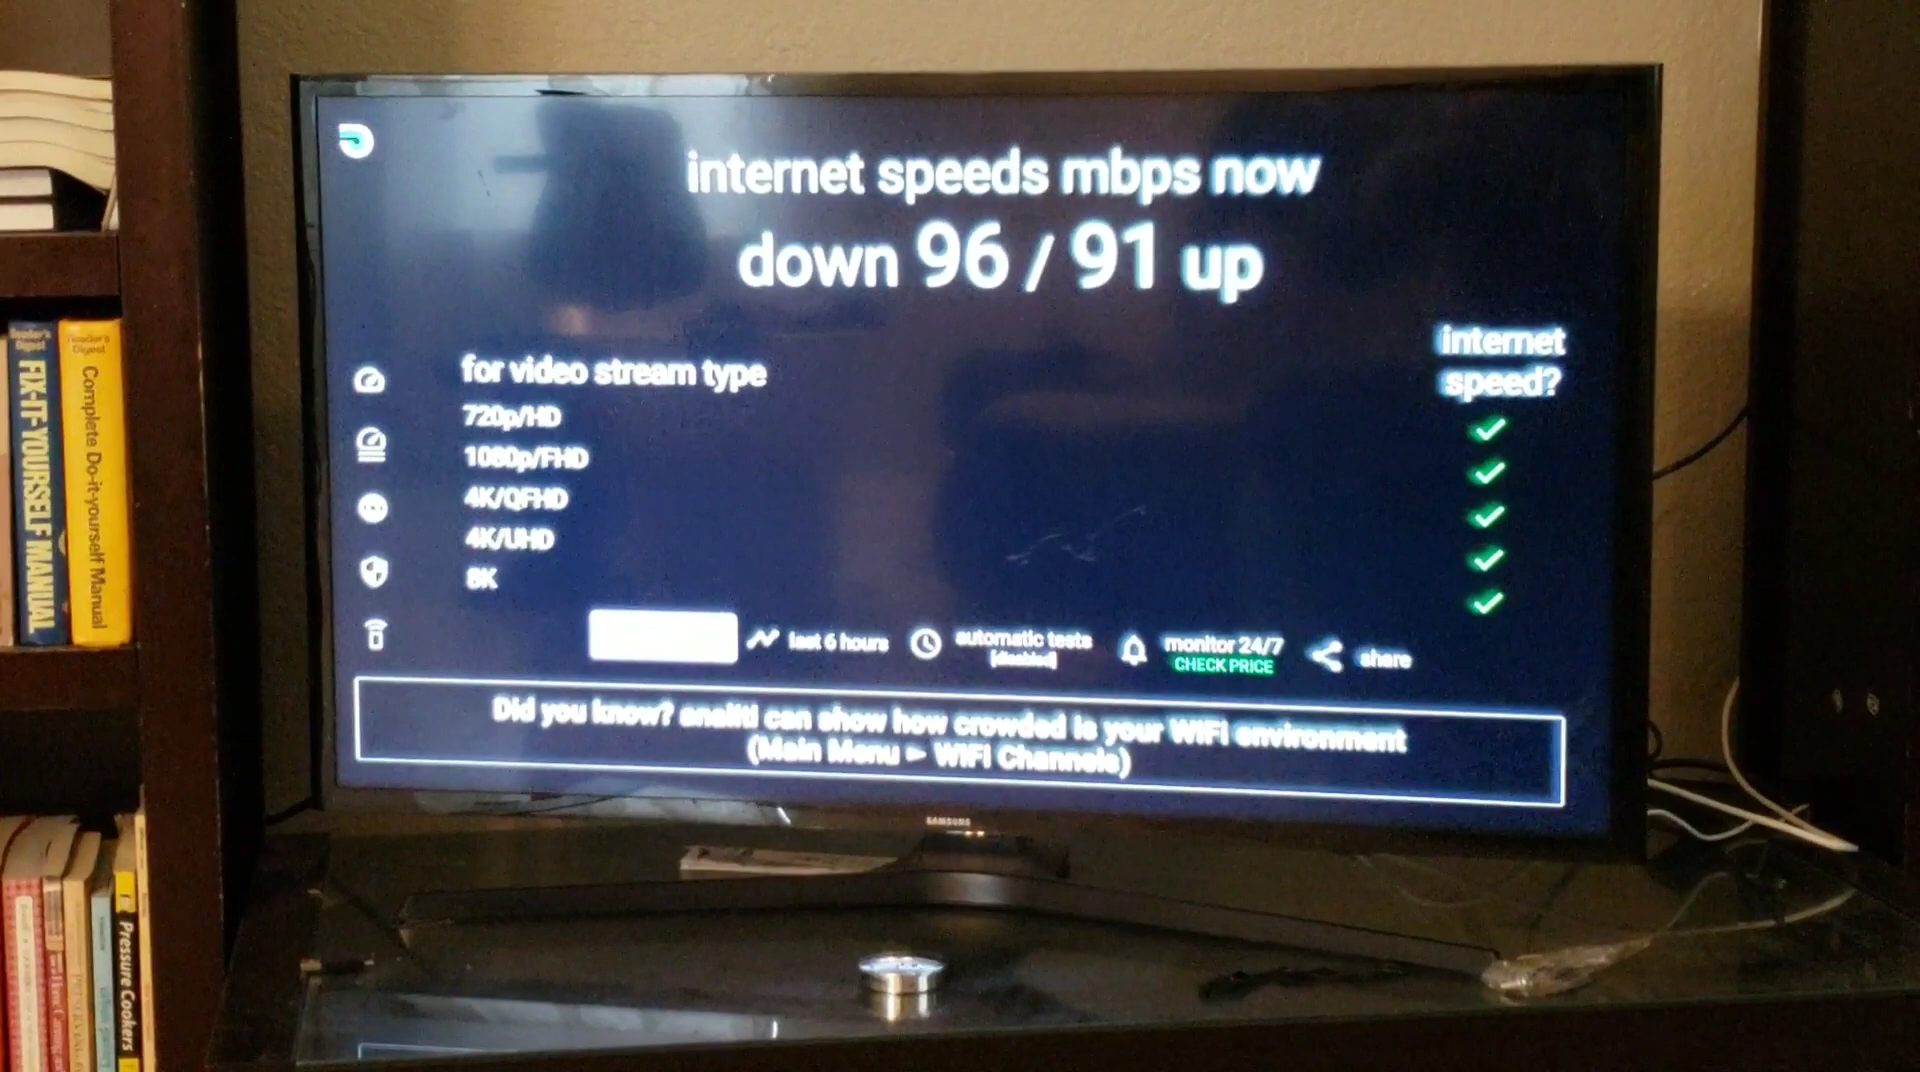 internet speeds mbps now
down 96 / 91 up
internet
speed?
for video stream type
720p/HD
1080p/FHD
4K/QFHD
4K/UHD
8K
last 6 hours
automatic tests
[disabled]
monitor 24/7
CHECK PRICE
share
Did you know? analiti can show how crowded is your WiFi environment
(Main Menu ► WiFi Channels)
SAMSUNG
Reader's
Digest
FIX-IT-YOURSELF MANUAL
Reader's
Digest
Complete Do-it-yourself Manual
Pressure Cookers